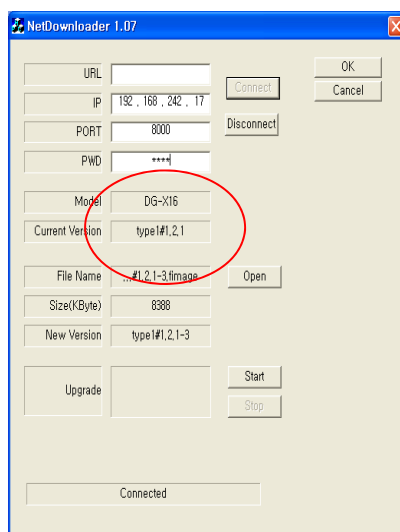 NetDownloader 1.07
URL
OK
IP 192 , 168 , 242 , 17 Connect
Cancel
PORT 8000 Disconnect
PWD ****
Model DG-X16
Current Version type1#1,2,1
File Name ,,,#1,2,1-3,fimage Open
Size(KByte) 8388
New Version type1#1,2,1-3
Upgrade
Start
Stop
Connected